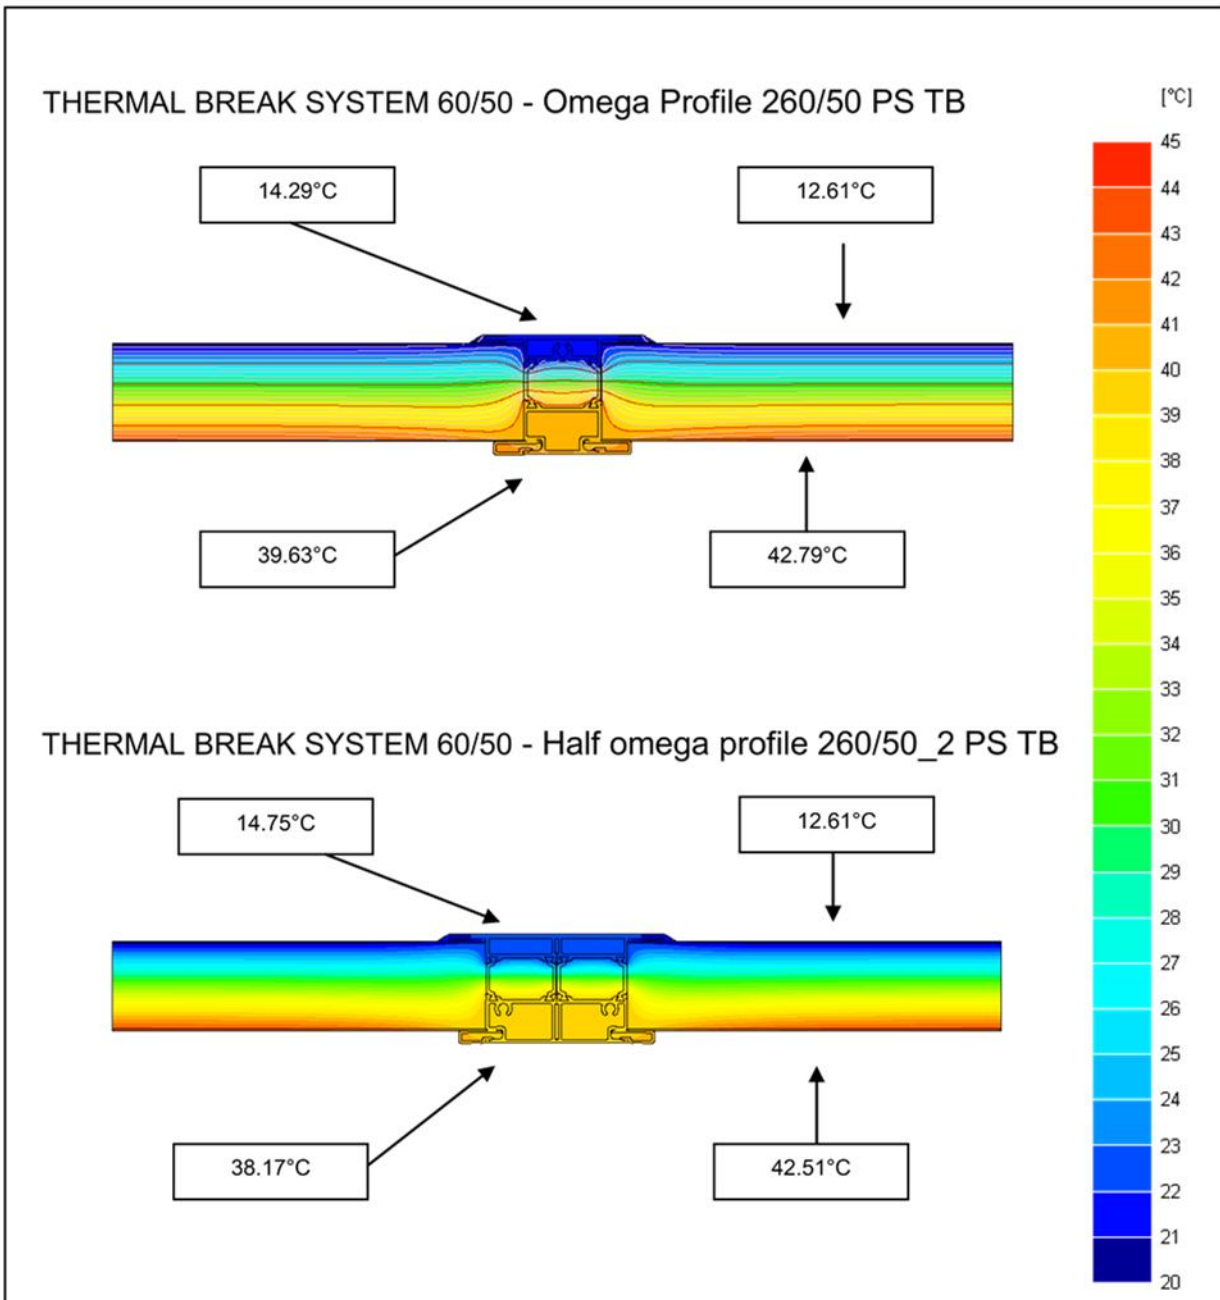 THERMAL BREAK SYSTEM 60/50 - Omega Profile 260/50 PS TB
[°C]
14.29°C
12.61°C
39.63°C
42.79°C
THERMAL BREAK SYSTEM 60/50 - Half omega profile 260/50_2 PS TB
14.75°C
12.61°C
38.17°C
42.51°C
45
44
43
42
41
40
39
38
37
36
35
34
33
32
31
30
29
28
27
26
25
24
23
22
21
20